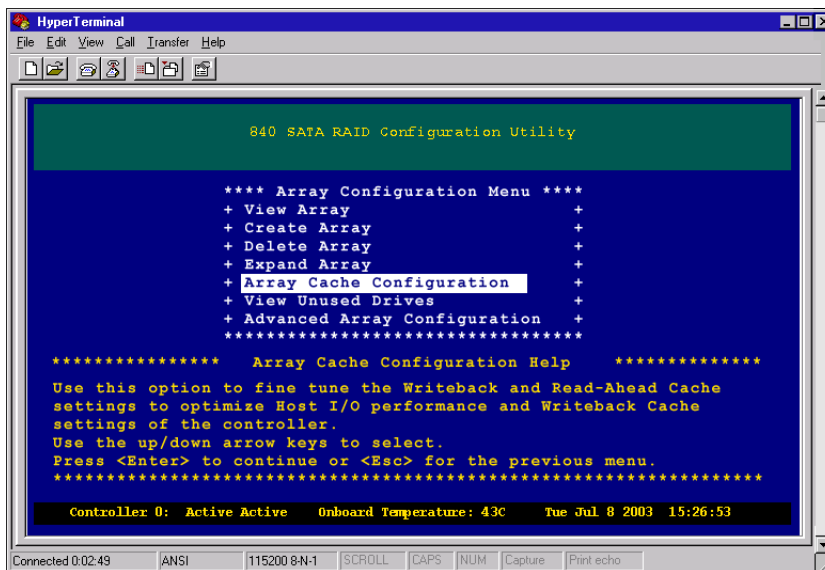 HyperTerminal
File Edit View Call Transfer Help
840 SATA RAID Configuration Utility
**** Array Configuration Menu ****
+ View Array +
+ Create Array +
+ Delete Array +
+ Expand Array +
+ Array Cache Configuration +
+ View Unused Drives +
+ Advanced Array Configuration +
**********************************
**************** Array Cache Configuration Help **************
Use this option to fine tune the Writeback and Read-Ahead Cache
settings to optimize Host I/O performance and Writeback Cache
settings of the controller.
Use the up/down arrow keys to select.
Press <Enter> to continue or <Esc> for the previous menu.
*******************************************************************
Controller 0: Active Active Onboard Temperature: 43C Tue Jul 8 2003 15:26:53
Connected 0:02:49 ANSI 115200 8-N-1 SCROLL CAPS NUM Capture Print echo